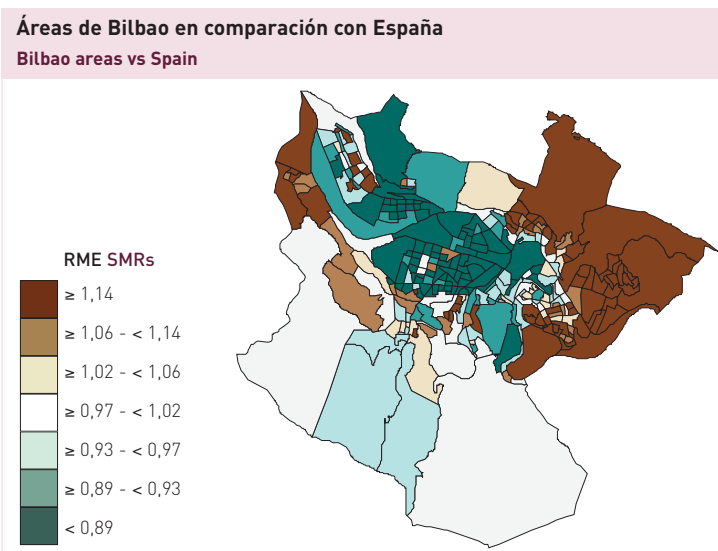 Áreas de Bilbao en comparación con España
Bilbao areas vs Spain
RME SMRs
≥ 1,14
≥ 1,06 - < 1,14
≥ 1,02 - < 1,06
≥ 0,97 - < 1,02
≥ 0,93 - < 0,97
≥ 0,89 - < 0,93
< 0,89